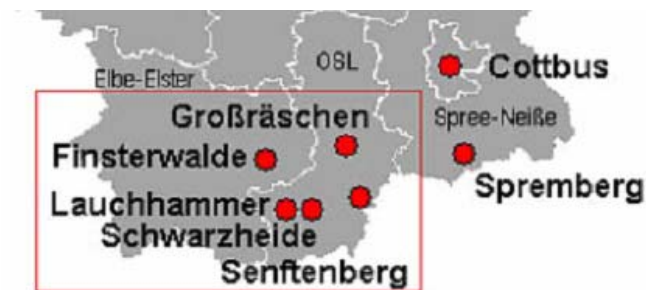 OSL
Cottbus
Elbe-Elster
Großräschen
Spree-Neiße
Finsterwalde
Spremberg
Lauchhammer
Schwarzheide
Senftenberg